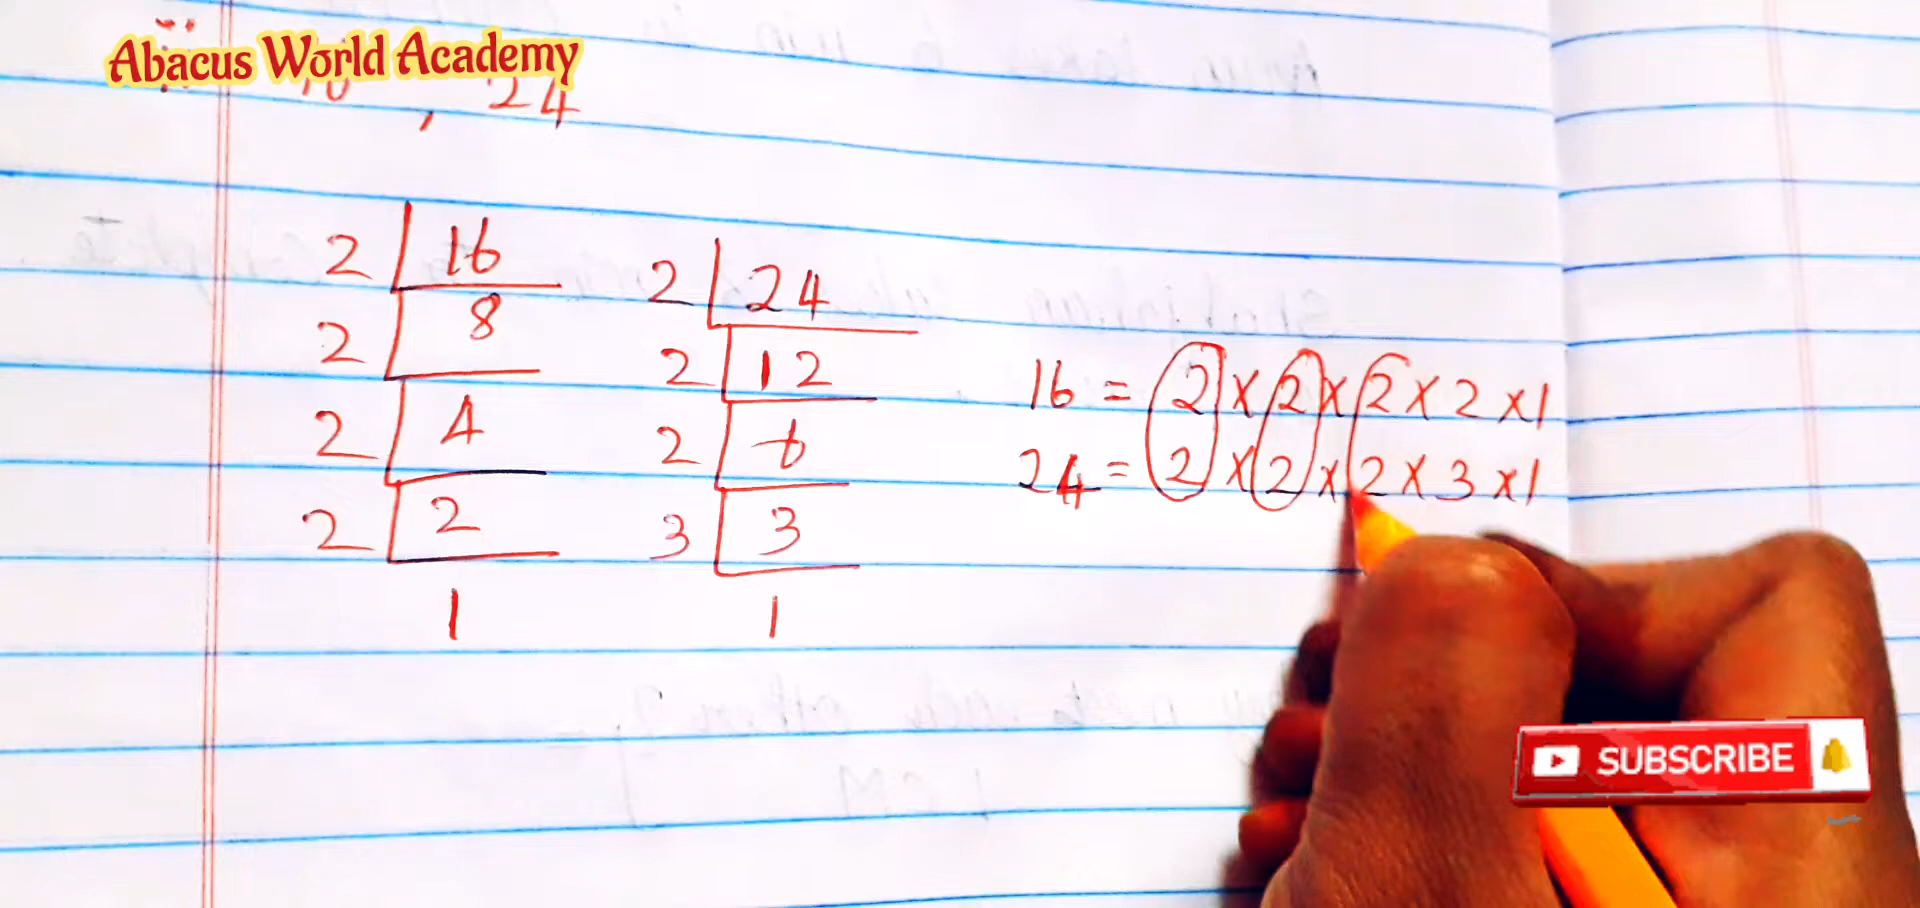 Abacus World Academy
, 24
2 16
2 8
2 4
2 2
1
2 24
2 12
2 6
3 3
1
16 = 2 × 2 × 2 × 2 × 1
24 = 2 × 2 × 2 × 3 × 1
SUBSCRIBE